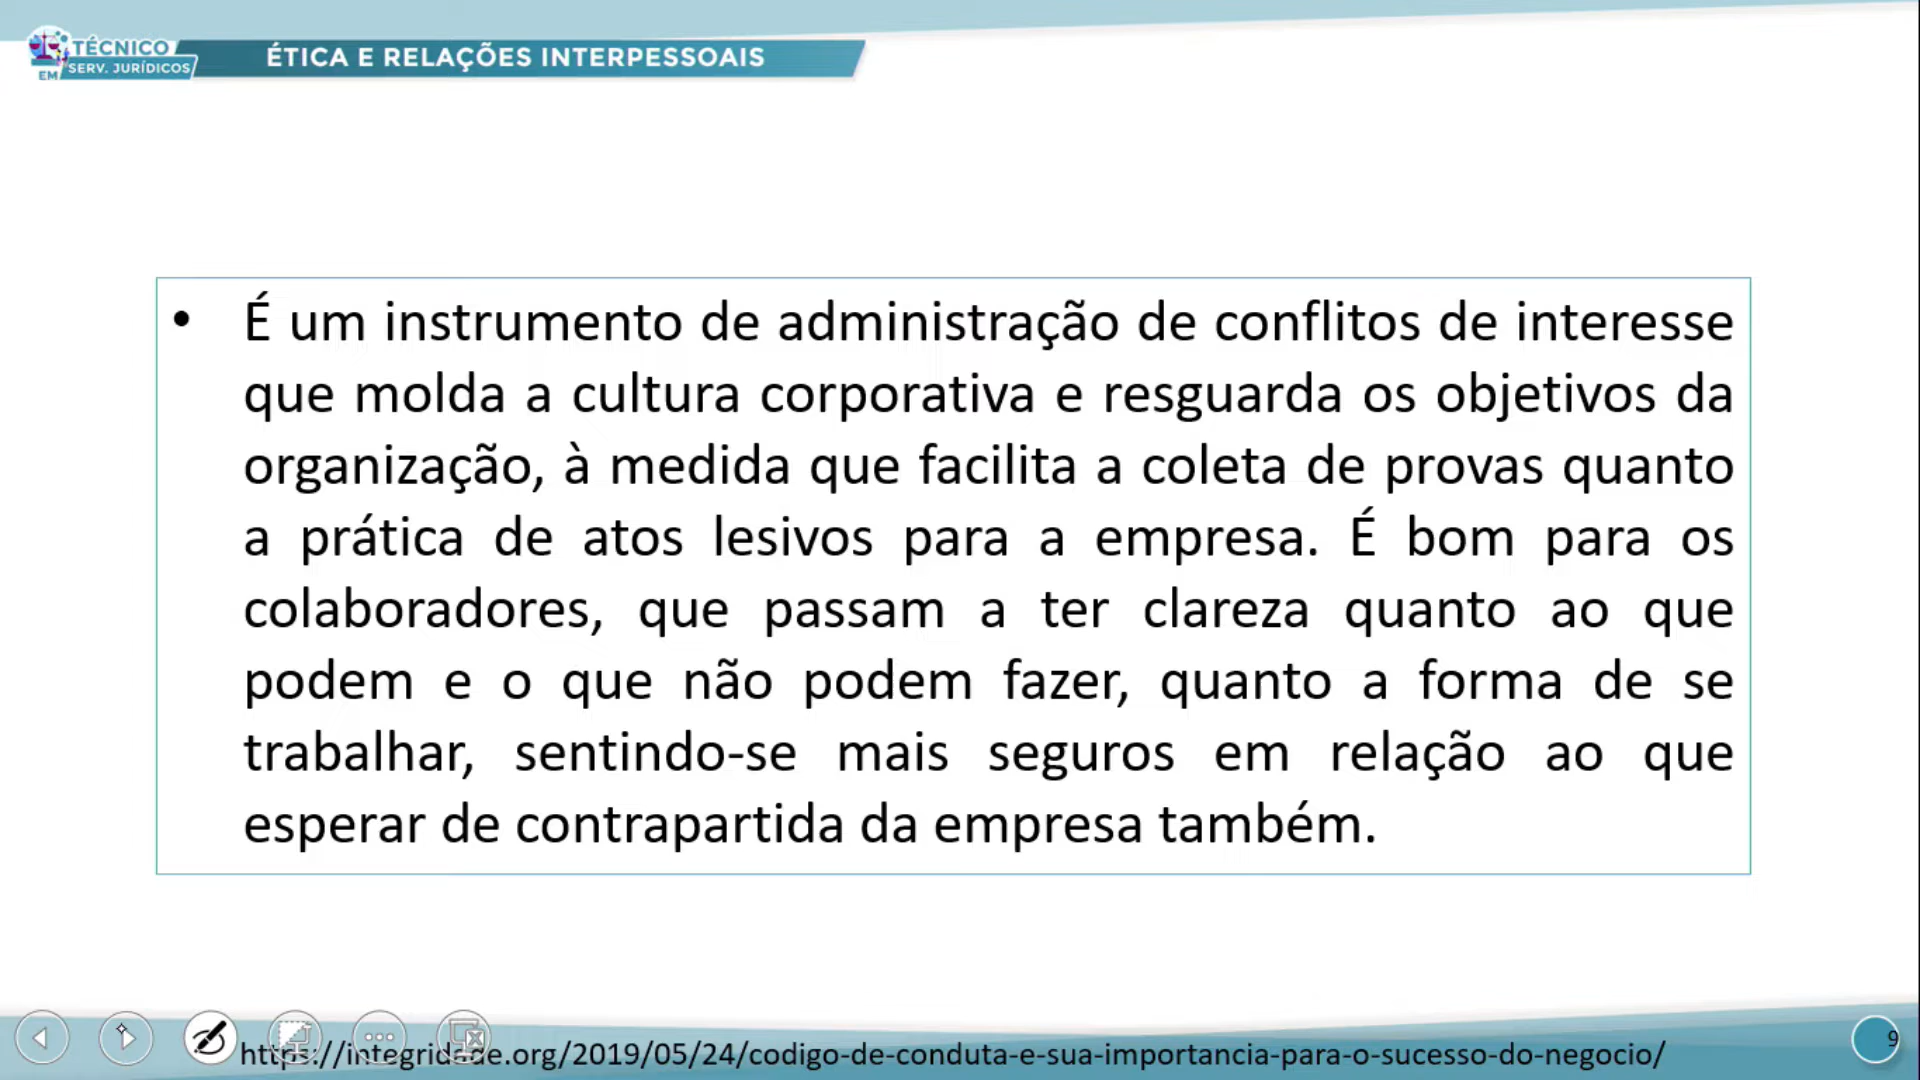 TÉCNICO
EM SERV. JURÍDICOS
ÉTICA E RELAÇÕES INTERPESSOAIS
• É um instrumento de administração de conflitos de interesse
que molda a cultura corporativa e resguarda os objetivos da
organização, à medida que facilita a coleta de provas quanto
a prática de atos lesivos para a empresa. É bom para os
colaboradores, que passam a ter clareza quanto ao que
podem e o que não podem fazer, quanto a forma de se
trabalhar, sentindo-se mais seguros em relação ao que
esperar de contrapartida da empresa também.
https://integridade.org/2019/05/24/codigo-de-conduta-e-sua-importancia-para-o-sucesso-do-negocio/
9